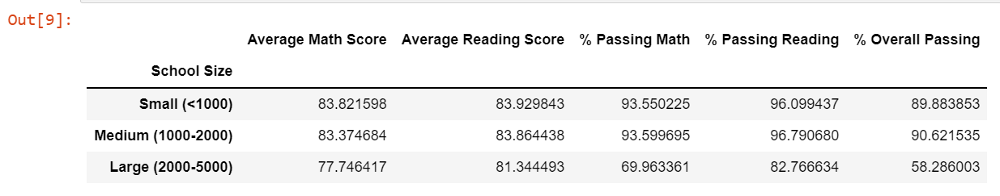 Out[9]:
Average Math Score Average Reading Score % Passing Math % Passing Reading % Overall Passing
School Size
Small (<1000) 83.821598 83.929843 93.550225 96.099437 89.883853
Medium (1000-2000) 83.374684 83.864438 93.599695 96.790680 90.621535
Large (2000-5000) 77.746417 81.344493 69.963361 82.766634 58.286003